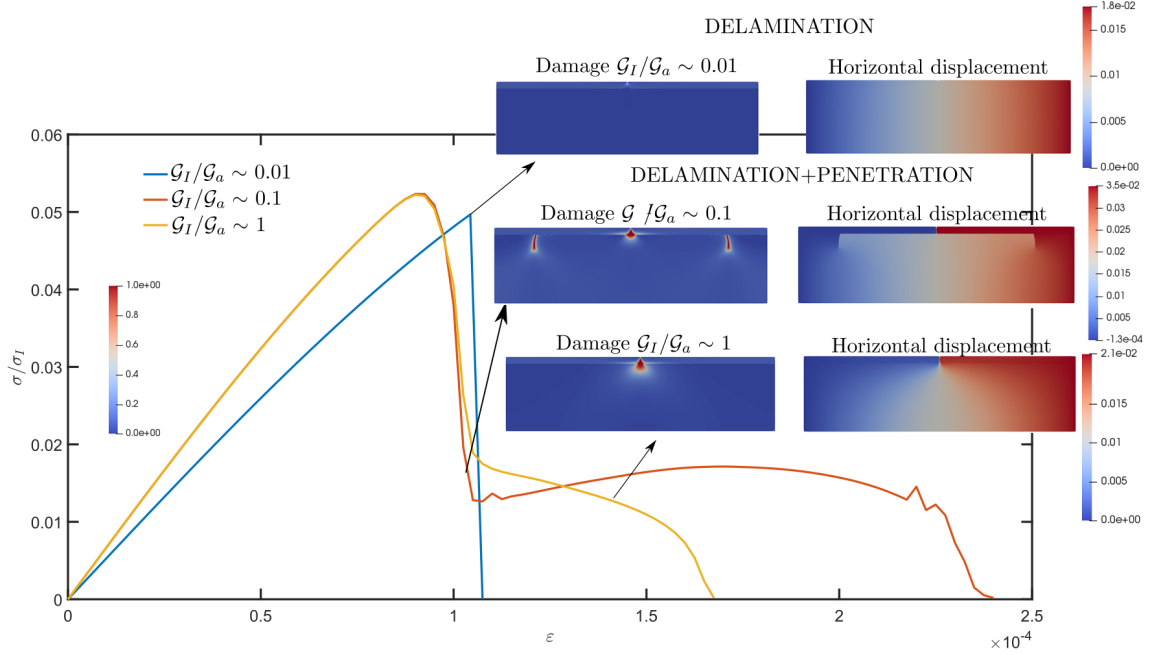 DELAMINATION
1.8e-02
0.015
0.01
0.005
0.0e+00
Damage 𝒢_I/𝒢_a ∼ 0.01
Horizontal displacement
DELAMINATION+PENETRATION
Damage 𝒢 /𝒢_a ∼ 0.1
Horizontal displacement
3.5e-02
0.03
0.025
0.02
0.01
0.005
-1.3e-04
Damage 𝒢_I/𝒢_a ∼ 1
Horizontal displacement
2.1e-02
0.015
0.01
0.005
0.0e+00
𝒢_I/𝒢_a ∼ 0.01
𝒢_I/𝒢_a ∼ 0.1
𝒢_I/𝒢_a ∼ 1
1.0e+00
0.8
0.6
0.4
0.2
0.0e+00
0.06
0.05
0.04
0.03
0.02
0.01
0
σ/σ_I
0
0.5
1
1.5
2
2.5
×10⁻⁴
ε